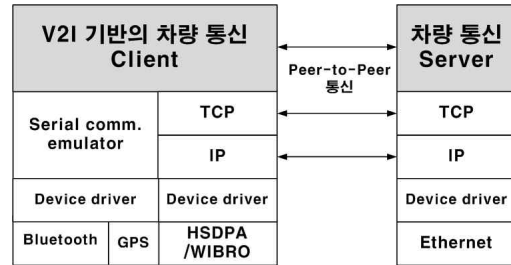 V2I 기반의 차량 통신
Client
Peer-to-Peer
통신
차량 통신
Server
Serial comm.
emulator
TCP
IP
TCP
IP
Device driver
Device driver
Device driver
Bluetooth
GPS
HSDPA
/WIBRO
Ethernet